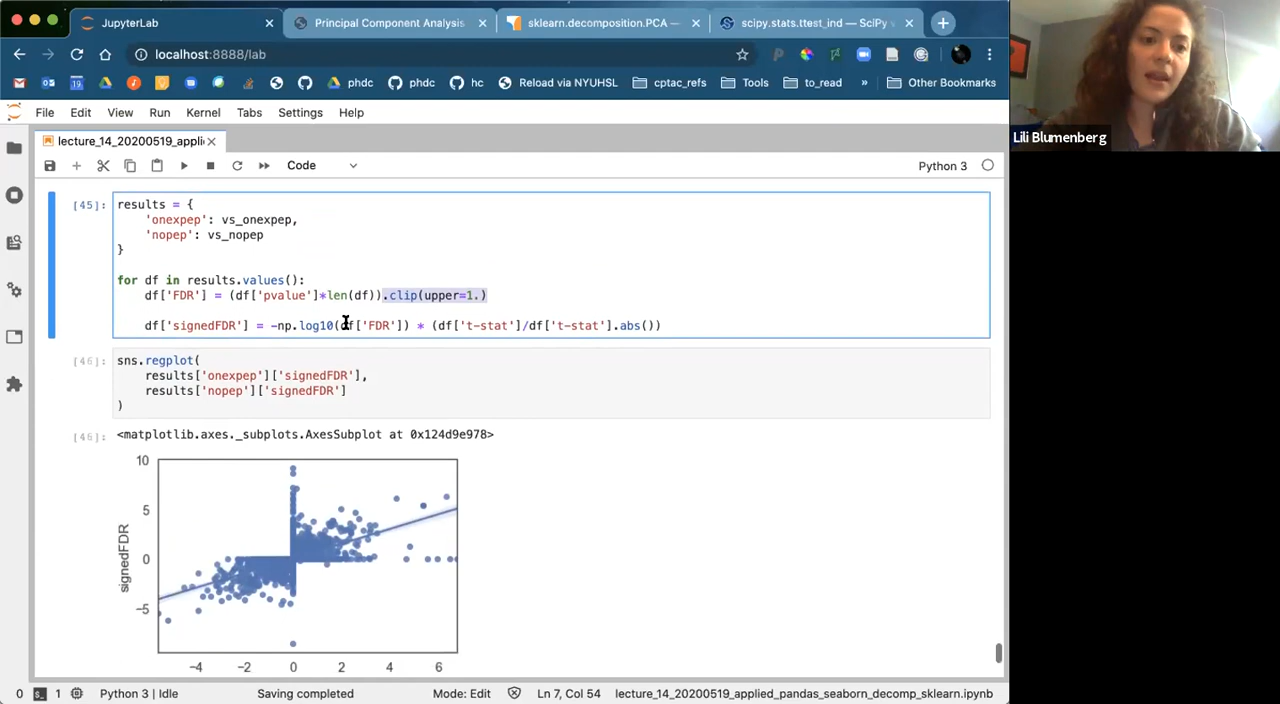 JupyterLab
Principal Component Analysis
sklearn.decomposition.PCA —
scipy.stats.ttest_ind — SciPy v
localhost:8888/lab
phdc
phdc
hc
Reload via NYUHSL
cptac_refs
Tools
to_read
»
Other Bookmarks
File Edit View Run Kernel Tabs Settings Help
lecture_14_20200519_appli
Code
Python 3
[45]:
results = {
'onexpep': vs_onexpep,
'nopep': vs_nopep
}
for df in results.values():
df['FDR'] = (df['pvalue']*len(df)).clip(upper=1.)
df['signedFDR'] = -np.log10(df['FDR']) * (df['t-stat']/df['t-stat'].abs())
[46]:
sns.regplot(
results['onexpep']['signedFDR'],
results['nopep']['signedFDR']
)
[46]:
<matplotlib.axes._subplots.AxesSubplot at 0x124d9e978>
10
5
0
−5
signedFDR
−4 −2 0 2 4 6
0 1 Python 3 | Idle Saving completed Mode: Edit Ln 7, Col 54 lecture_14_20200519_applied_pandas_seaborn_decomp_sklearn.ipynb
Lili Blumenberg